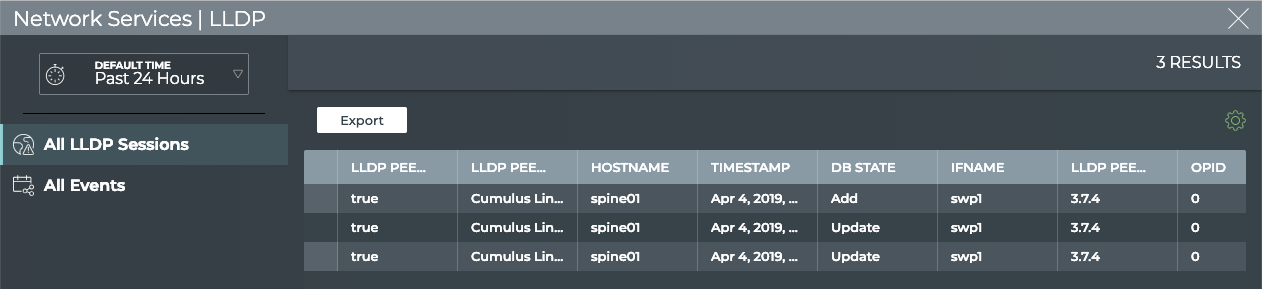 Network Services | LLDP
DEFAULT TIME
Past 24 Hours
3 RESULTS
Export
All LLDP Sessions
All Events
LLDP PEE... LLDP PEE... HOSTNAME TIMESTAMP DB STATE IFNAME LLDP PEE... OPID
true Cumulus Lin... spine01 Apr 4, 2019, ... Add swp1 3.7.4 0
true Cumulus Lin... spine01 Apr 4, 2019, ... Update swp1 3.7.4 0
true Cumulus Lin... spine01 Apr 4, 2019, ... Update swp1 3.7.4 0